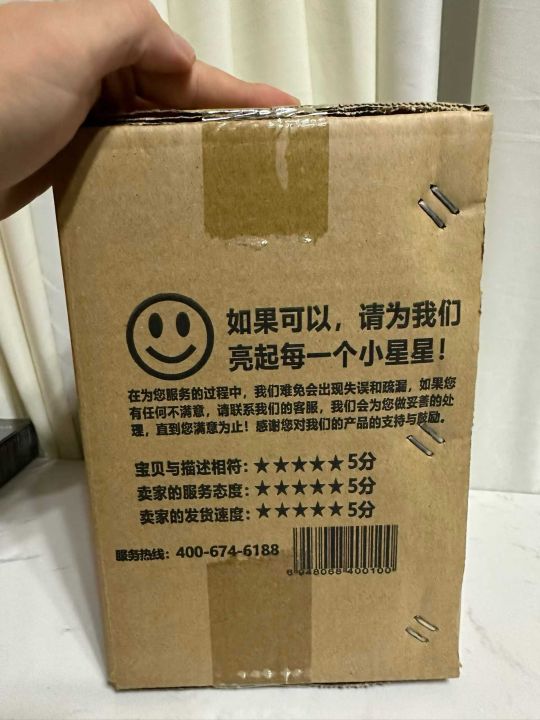 如果可以，请为我们
亮起每一个小星星！
在为您服务的过程中，我们难免会出现失误和疏漏，如果您
有任何不满意，请联系我们的客服，我们会为您做妥善的处
理，直到您满意为止！感谢您对我们的产品的支持与鼓励。
宝贝与描述相符：★★★★★5分
卖家的服务态度：★★★★★5分
卖家的发货速度：★★★★★5分
服务热线：400-674-6188
6 948068 400100